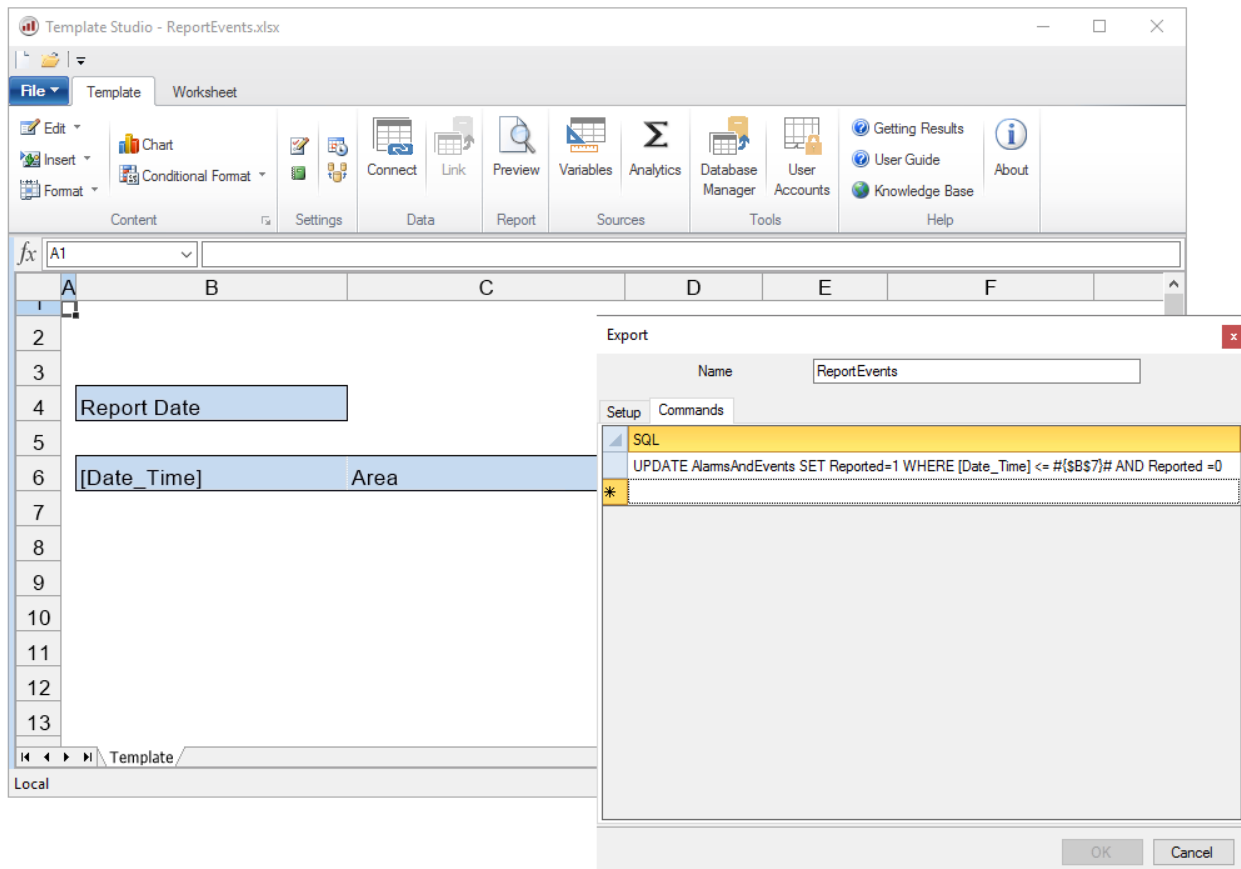 Template Studio - ReportEvents.xlsx
File Template Worksheet
Edit
Insert
Format
Chart
Conditional Format
Content
Settings
Connect
Link
Data
Preview
Report
Variables
Analytics
Sources
Database
Manager
User
Accounts
Tools
Getting Results
User Guide
Knowledge Base
Help
About
fx A1
A B C D E F
1
2
3
4 Report Date
5
6 [Date_Time] Area
7
8
9
10
11
12
13
Template
Local
Export
x
Name ReportEvents
Setup Commands
SQL
UPDATE AlarmsAndEvents SET Reported=1 WHERE [Date_Time] <= #{$B$7}# AND Reported =0
*
OK Cancel